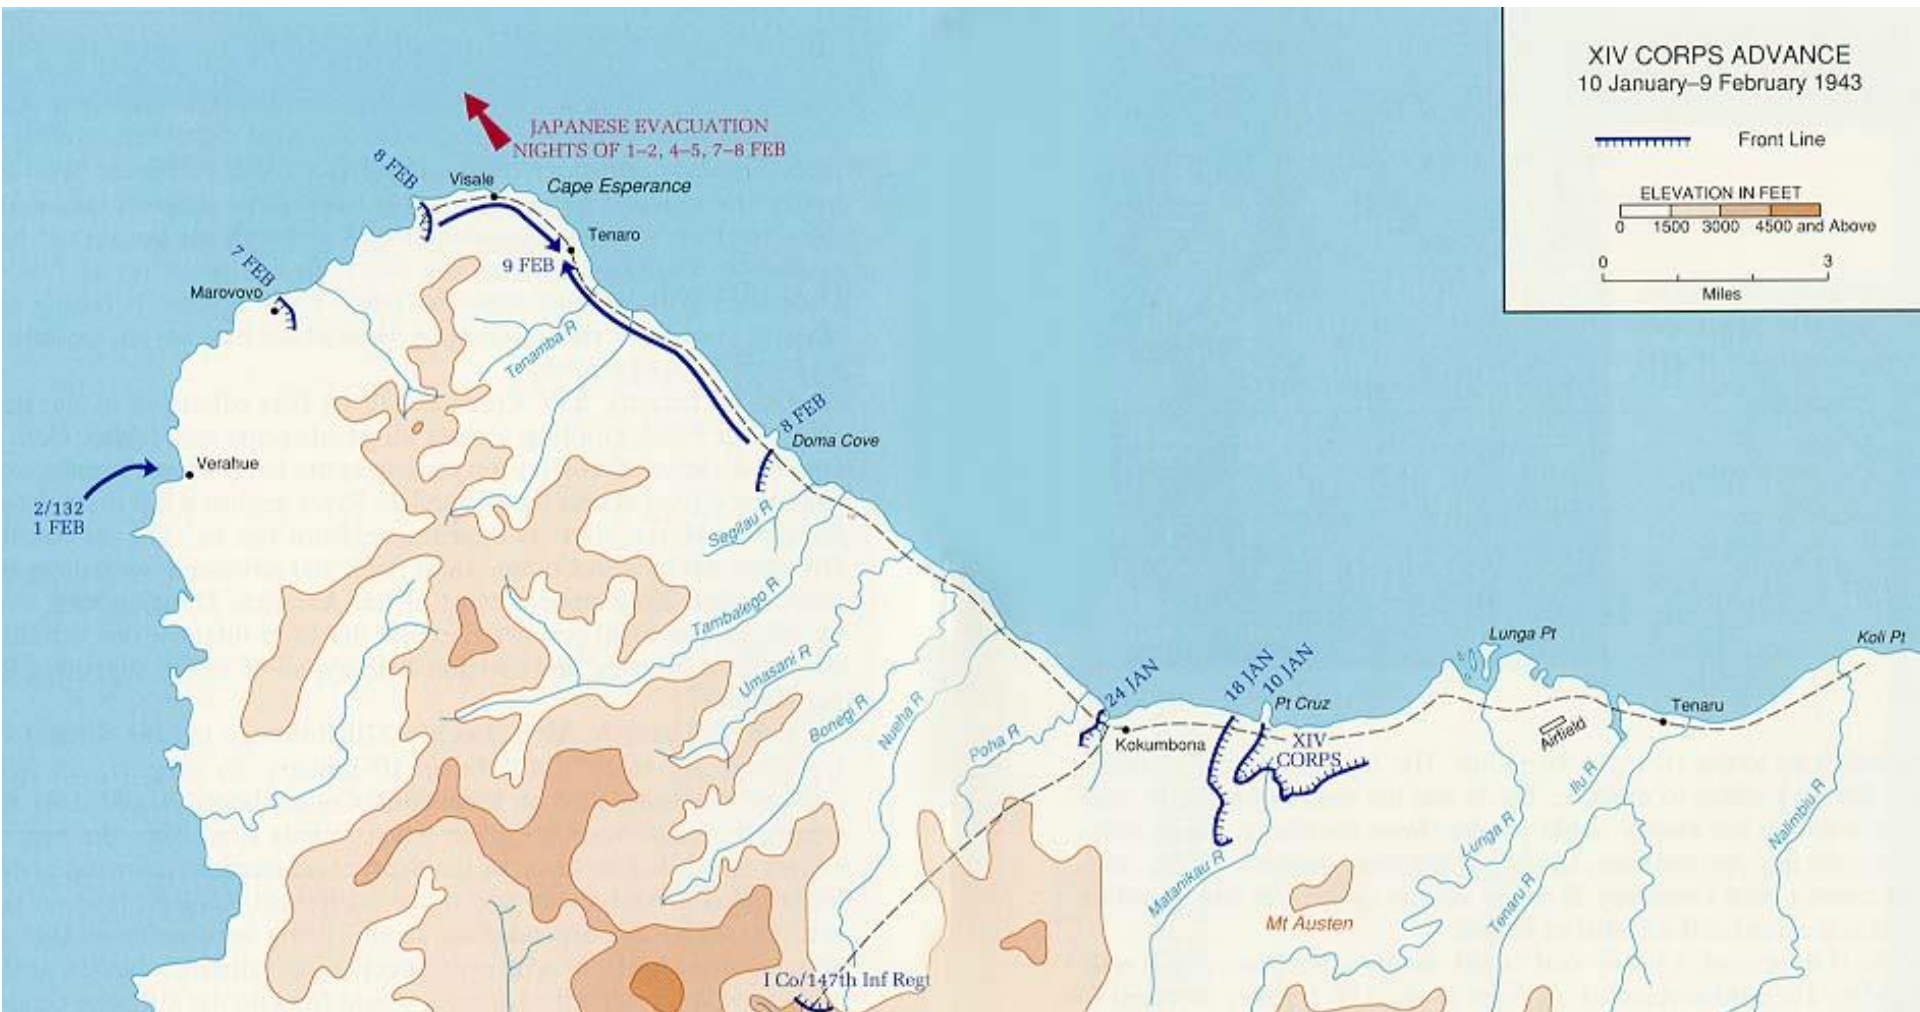 XIV CORPS ADVANCE
10 January–9 February 1943
Front Line
ELEVATION IN FEET
0 1500 3000 4500 and Above
0 3
Miles
JAPANESE EVACUATION
NIGHTS OF 1–2, 4–5, 7–8 FEB
8 FEB
Visale
Cape Esperance
Tenaro
9 FEB
7 FEB
Marovovo
Tenamba R
8 FEB
Doma Cove
Verahue
2/132
1 FEB
Segilau R
Tambalego R
Umasani R
Bonegi R
Nueha R
Poha R
24 JAN
Kokumbona
18 JAN
10 JAN
Pt Cruz
XIV
CORPS
Lunga Pt
Koli Pt
Tenaru
Airfield
Ilu R
Lunga R
Nalimbiu R
Matanikau R
Tenaru R
Mt Austen
I Co/147th Inf Regt